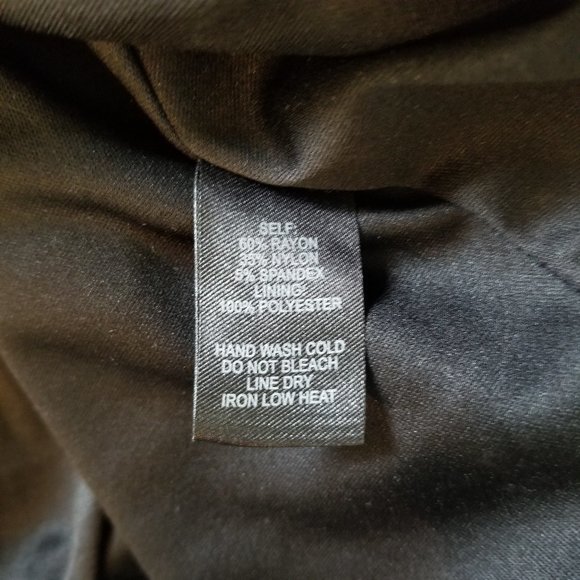 SELF:
60% RAYON
35% NYLON
5% SPANDEX
LINING:
100% POLYESTER
HAND WASH COLD
DO NOT BLEACH
LINE DRY
IRON LOW HEAT